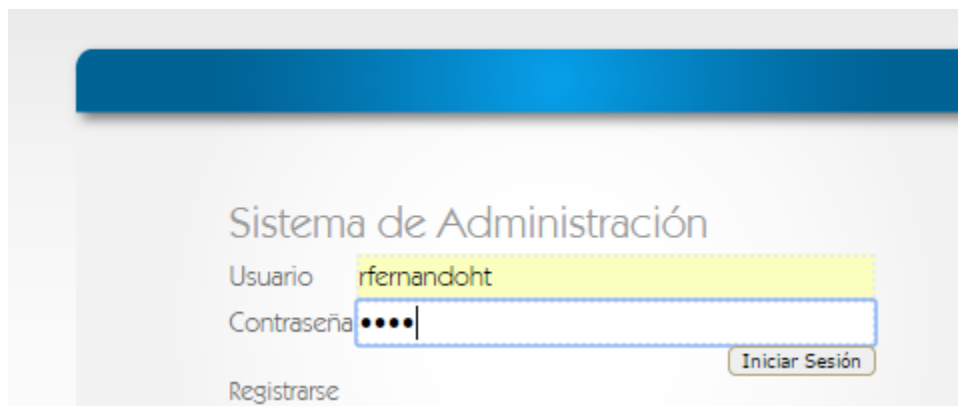 Sistema de Administración
Usuario rfernandoht
Contraseña ••••
Iniciar Sesión
Registrarse